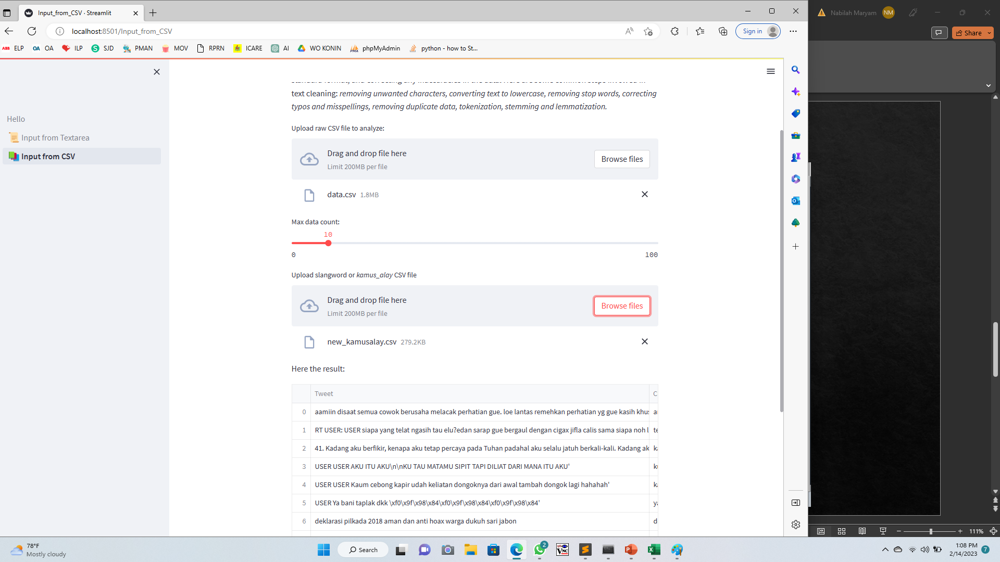 Input_from_CSV · Streamlit
Nabilah Maryam
NM
localhost:8501/Input_from_CSV
Sign in
Share
ABB ELP
OA OA
ILP
S SJD
PMAN
MOV
RPRN
ICARE
AI
WO KONIN
PMA phpMyAdmin
python - how to St...
Hello
Input from Textarea
Input from CSV
text cleaning: removing unwanted characters, converting text to lowercase, removing stop words, correcting
typos and misspellings, removing duplicate data, tokenization, stemming and lemmatization.
Upload raw CSV file to analyze:
Drag and drop file here
Limit 200MB per file
Browse files
data.csv 1.8MB
Max data count:
10
0
100
Upload slangword or kamus_alay CSV file
Drag and drop file here
Limit 200MB per file
Browse files
new_kamusalay.csv 279.2KB
Here the result:
Tweet
C
0 aamiin disaat semua cowok berusaha melacak perhatian gue. loe lantas remehkan perhatian yg gue kasih khus
1 RT USER: USER siapa yang telat ngasih tau elu?edan sarap gue bergaul dengan cigax jifla calis sama siapa noh l te
2 41. Kadang aku berfikir, kenapa aku tetap percaya pada Tuhan padahal aku selalu jatuh berkali-kali. Kadang ak
3 USER USER AKU ITU AKU\n\nKU TAU MATAMU SIPIT TAPI DILIAT DARI MANA ITU AKU'
4 USER USER Kaum cebong kapir udah keliatan dongoknya dari awal tambah dongok lagi hahahah'
5 USER Ya bani taplak dkk \xf0\x9f\x98\x84\xf0\x9f\x98\x84\xf0\x9f\x98\x84'
6 deklarasi pilkada 2018 aman dan anti hoax warga dukuh sari jabon d
111%
78°F
Mostly cloudy
Search
2
VNC
1:08 PM
2/14/2023
7